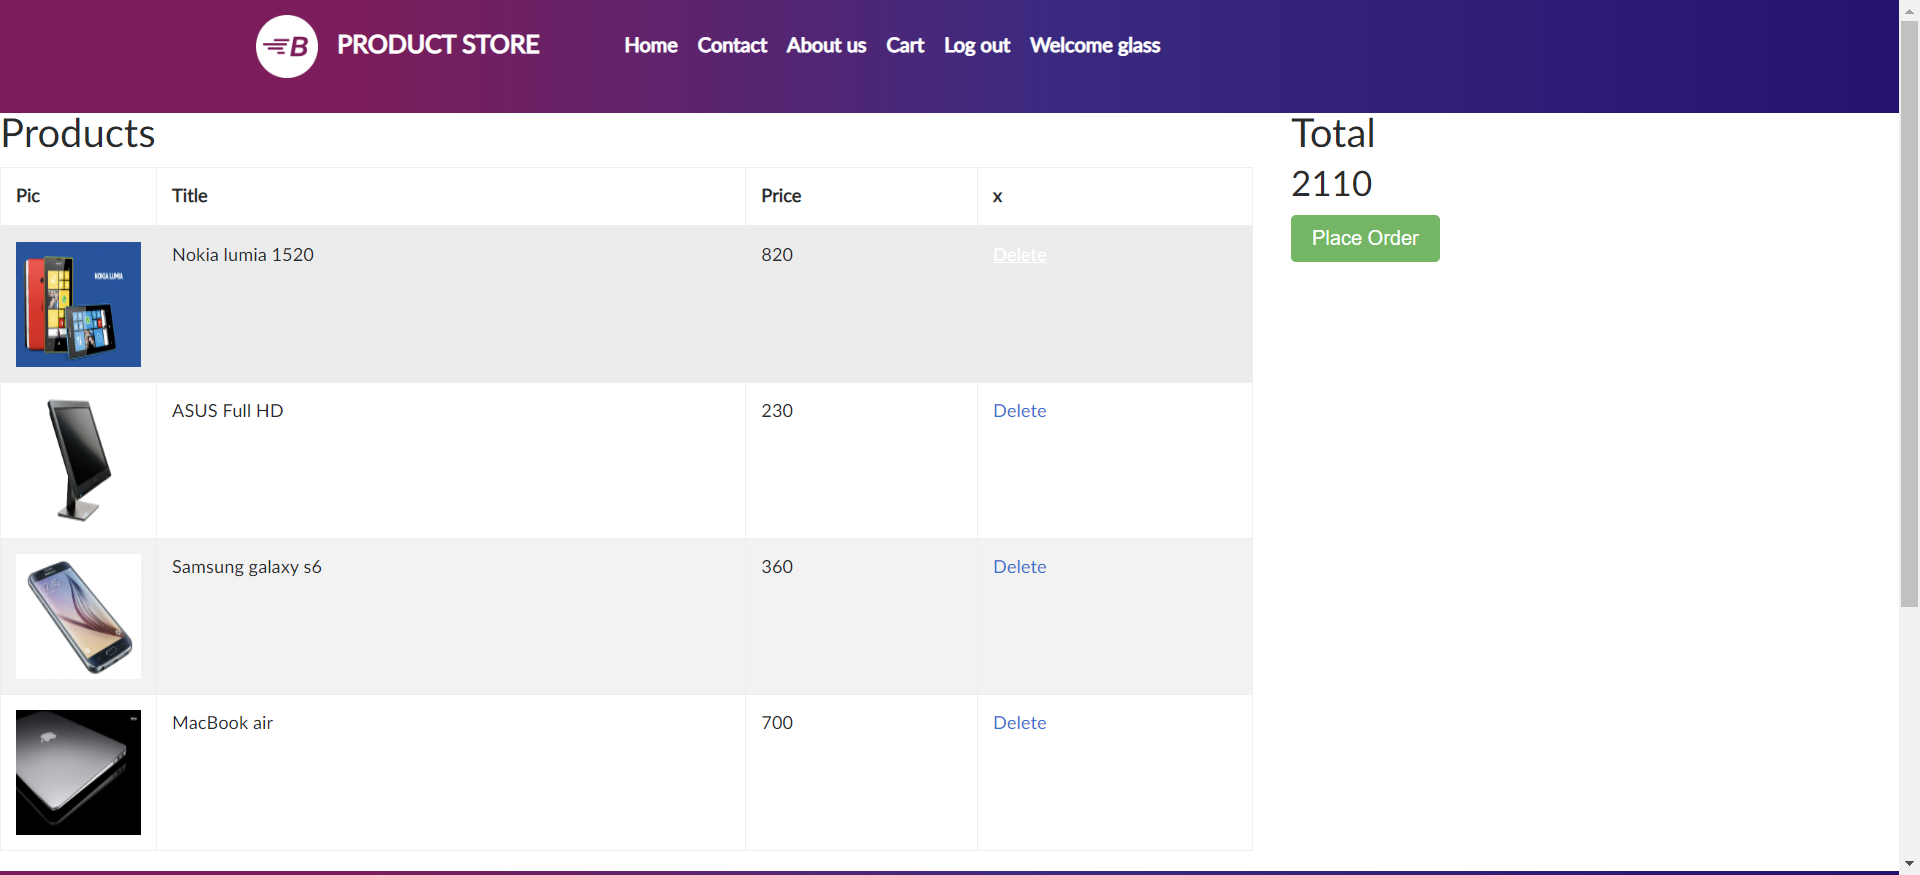 B PRODUCT STORE Home Contact About us Cart Log out Welcome glass
Products
Total
2110
Place Order
Pic Title Price x
NOKIA LUMIA
Nokia lumia 1520 820 Delete
ASUS Full HD 230 Delete
Samsung galaxy s6 360 Delete
MacBook air 700 Delete